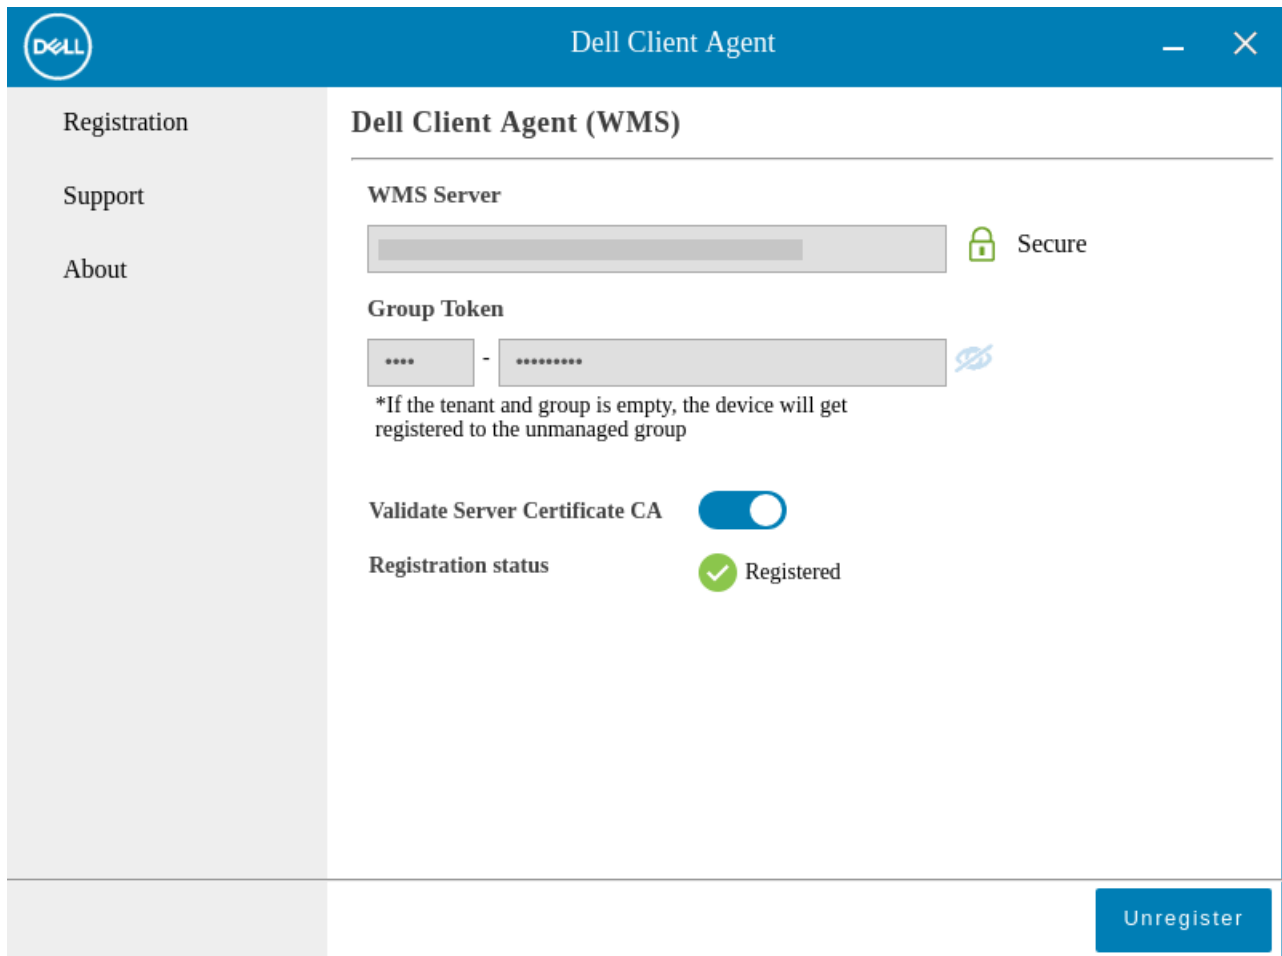 DELL
Dell Client Agent
Registration
Support
About
Dell Client Agent (WMS)
WMS Server
Secure
Group Token
•••• - •••••••••
*If the tenant and group is empty, the device will get
registered to the unmanaged group
Validate Server Certificate CA
Registration status
Registered
Unregister